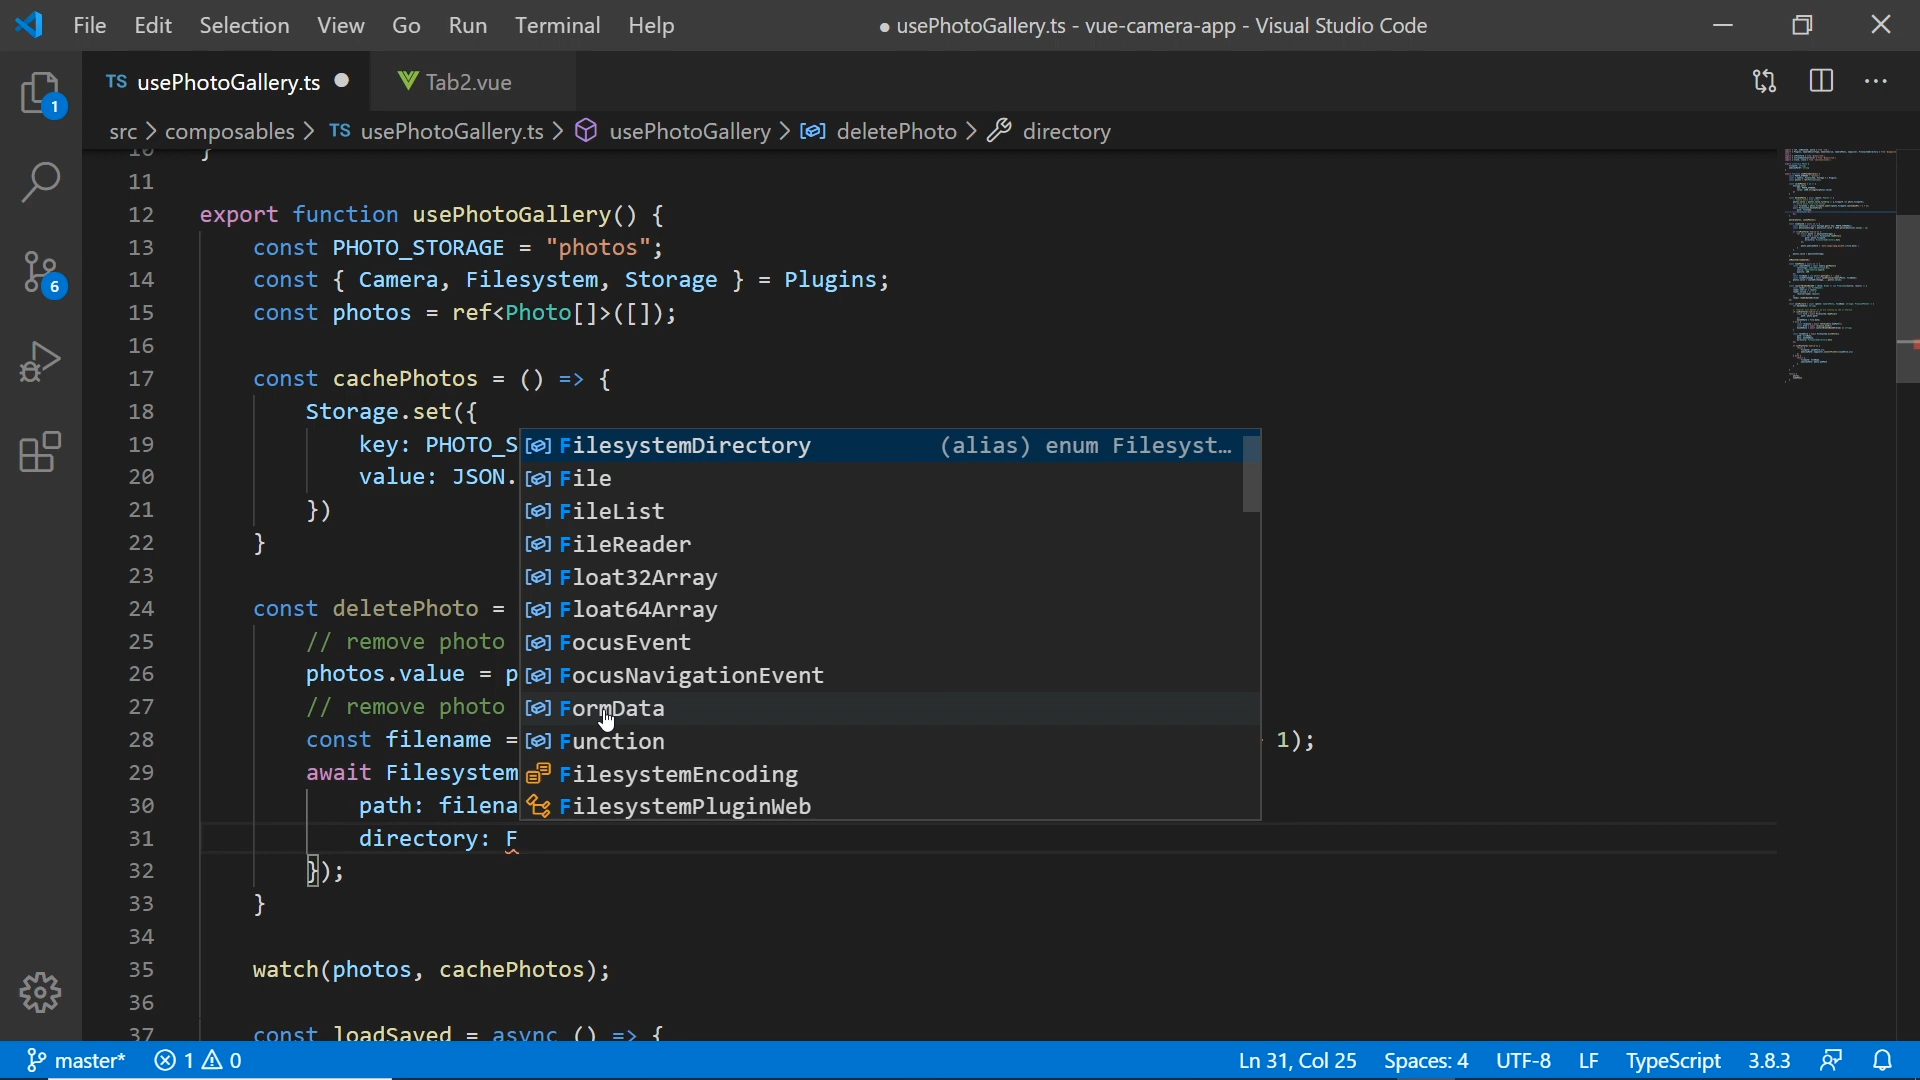 File Edit Selection View Go Run Terminal Help
● usePhotoGallery.ts - vue-camera-app - Visual Studio Code
TS usePhotoGallery.ts
Tab2.vue
src > composables > TS usePhotoGallery.ts > usePhotoGallery > deletePhoto > directory
10 }
11
12 export function usePhotoGallery() {
13 const PHOTO_STORAGE = "photos";
14 const { Camera, Filesystem, Storage } = Plugins;
15 const photos = ref<Photo[]>([]);
16
17 const cachePhotos = () => {
18 Storage.set({
19 key: PHOTO_S
20 value: JSON.
21 })
22 }
23
24 const deletePhoto =
25 // remove photo
26 photos.value = p
27 // remove photo
28 const filename = 1);
29 await Filesystem
30 path: filena
31 directory: F
32 });
33 }
34
35 watch(photos, cachePhotos);
36
37 const loadSaved = async () => {
FilesystemDirectory (alias) enum Filesyst…
File
FileList
FileReader
Float32Array
Float64Array
FocusEvent
FocusNavigationEvent
FormData
Function
FilesystemEncoding
FilesystemPluginWeb
1
6
master* 1 0 Ln 31, Col 25 Spaces: 4 UTF-8 LF TypeScript 3.8.3